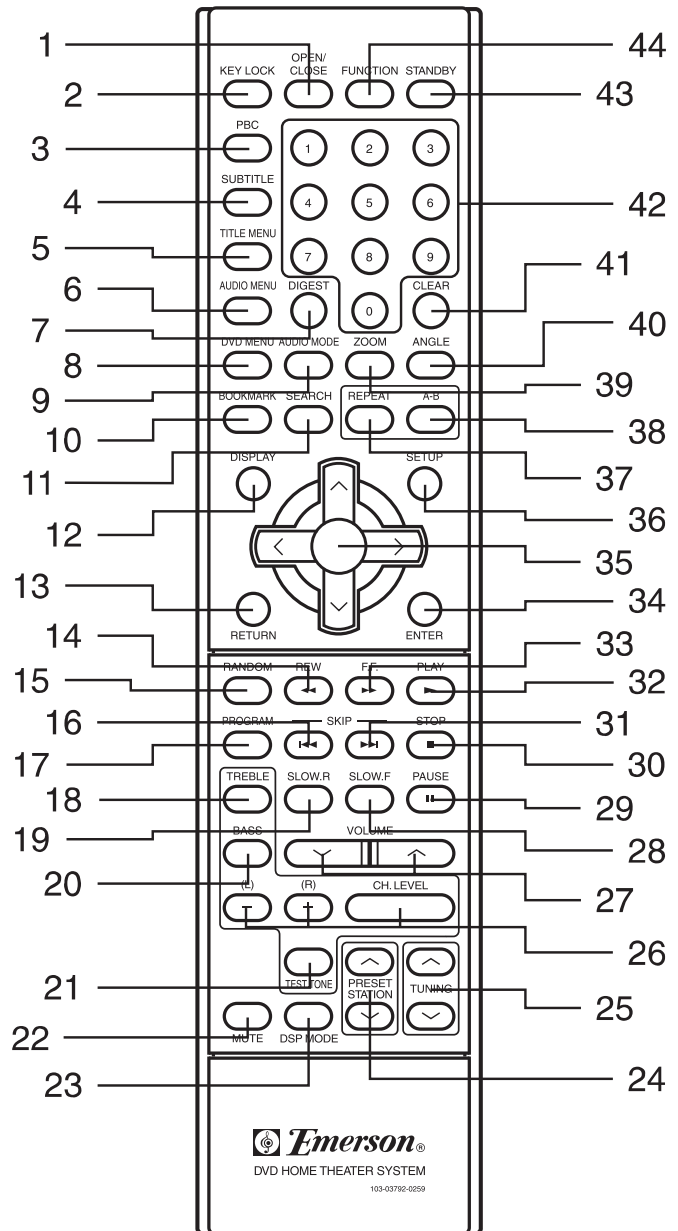 1
OPEN/
CLOSE
44
KEY LOCK
FUNCTION
STANDBY
2
43
PBC
3
1
2
3
SUBTITLE
4
4
5
6
42
TITLE MENU
5
7
8
9
41
AUDIO MENU
DIGEST
CLEAR
6
0
7
40
DVD MENU
AUDIO MODE
ZOOM
ANGLE
8
9
39
BOOKMARK
SEARCH
REPEAT
A-B
10
38
11
37
DISPLAY
SETUP
12
36
35
13
34
RETURN
ENTER
14
33
RANDOM
REW
F.F.
PLAY
15
32
16
31
PROGRAM
SKIP
STOP
17
30
TREBLE
SLOW.R
SLOW.F
PAUSE
18
29
19
28
BASS
VOLUME
20
27
(L)
(R)
CH. LEVEL
−
+
26
21
TEST TONE
PRESET
STATION
TUNING
25
22
MUTE
DSP MODE
23
24
Emerson®
DVD HOME THEATER SYSTEM
103-03792-0259